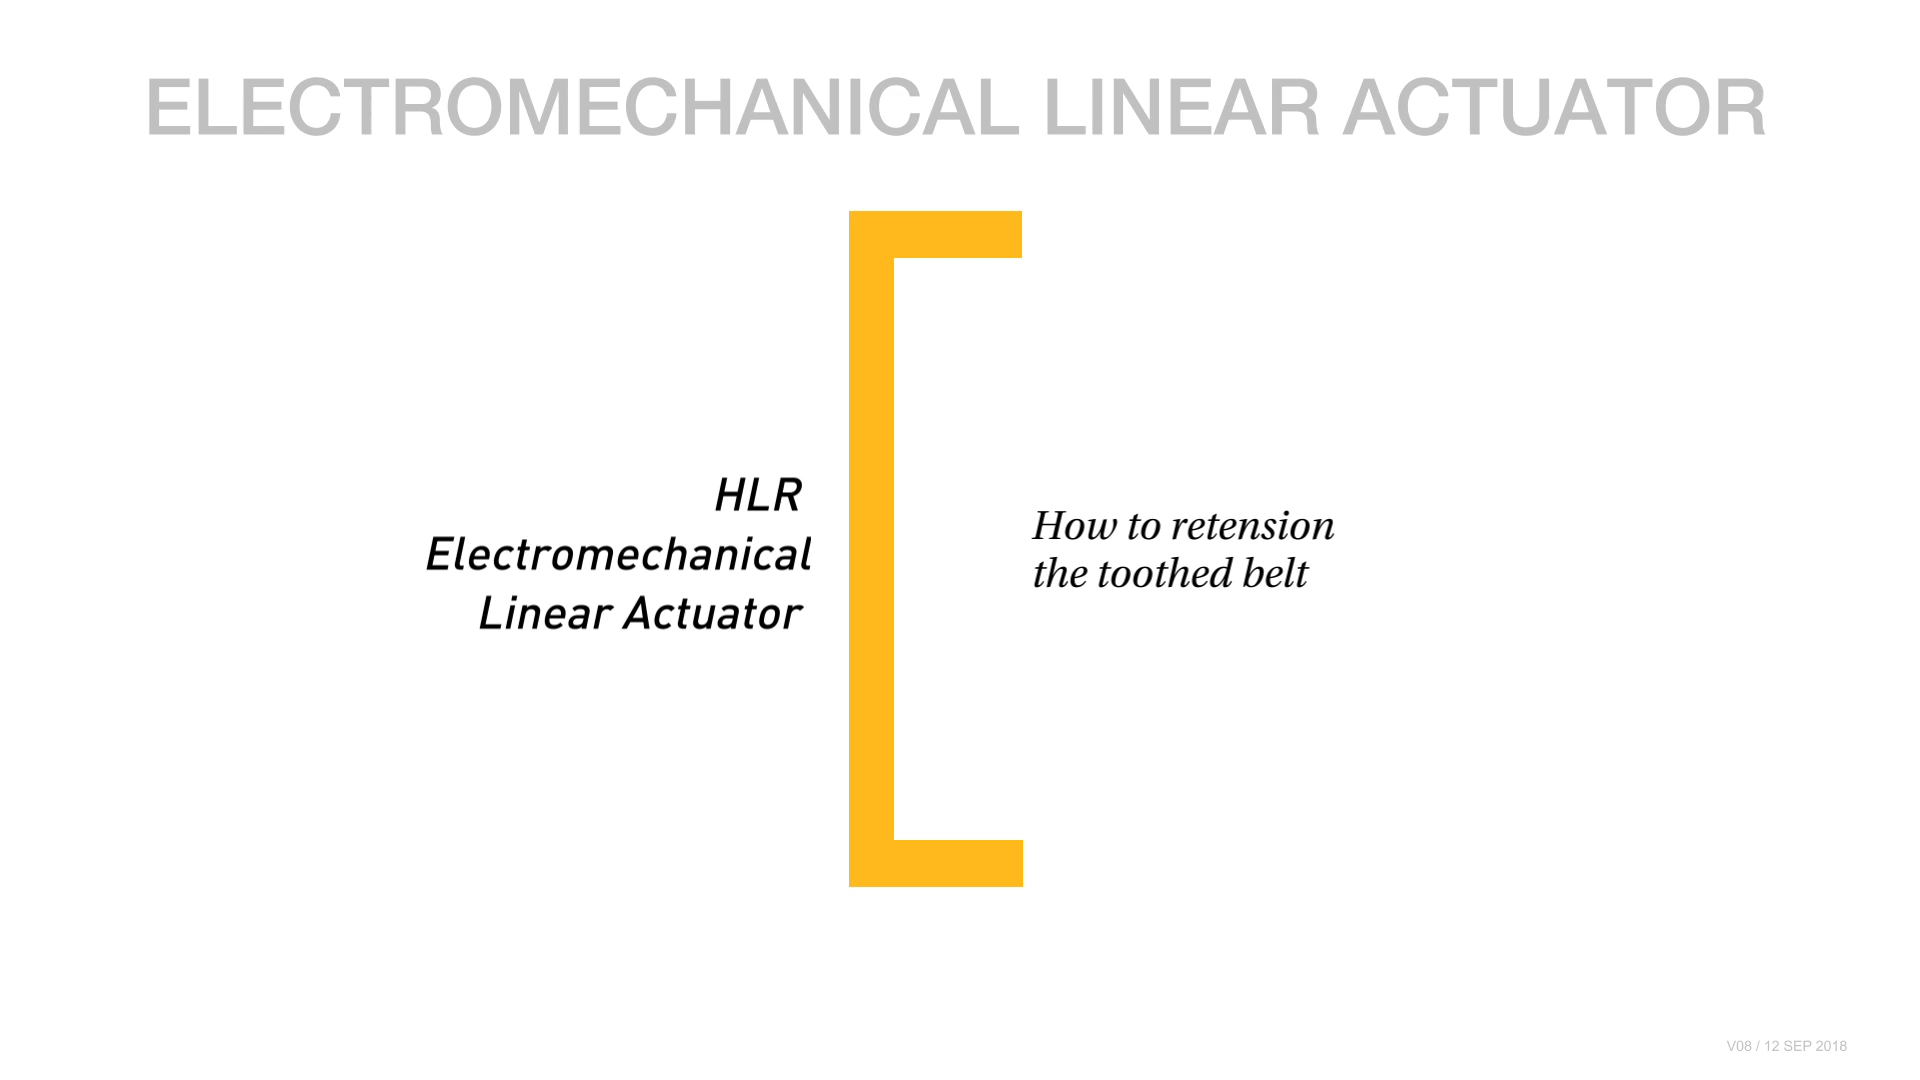 ELECTROMECHANICAL LINEAR ACTUATOR
HLR
Electromechanical
Linear Actuator
How to retension
the toothed belt
V08 / 12 SEP 2018